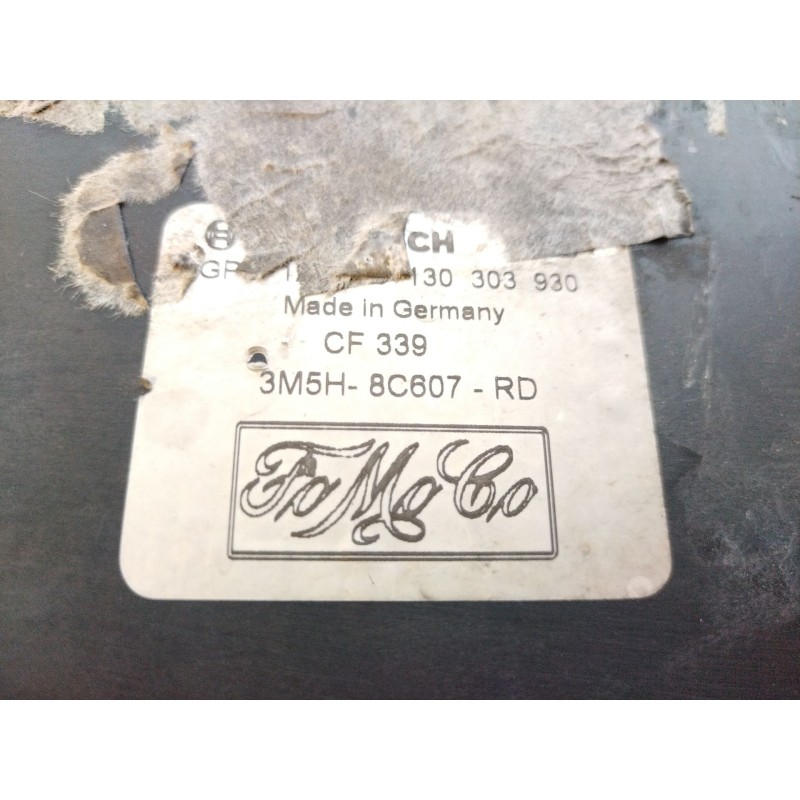 CH
130 303 930
Made in Germany
CF 339
3M5H- 8C607 - RD
FoMoCo